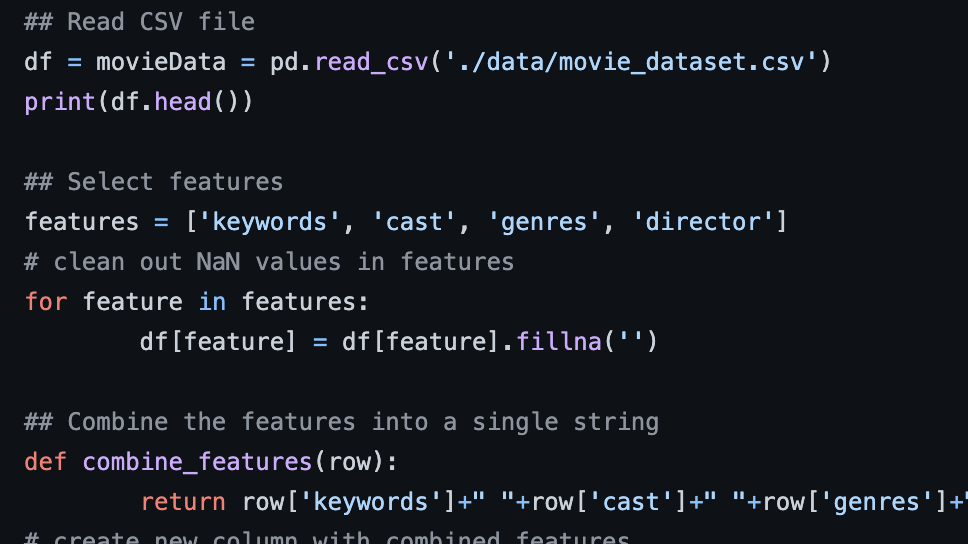 ## Read CSV file
df = movieData = pd.read_csv('./data/movie_dataset.csv')
print(df.head())
## Select features
features = ['keywords', 'cast', 'genres', 'director']
# clean out NaN values in features
for feature in features:
        df[feature] = df[feature].fillna('')
## Combine the features into a single string
def combine_features(row):
        return row['keywords']+" "+row['cast']+" "+row['genres']+"
# create new column with combined features